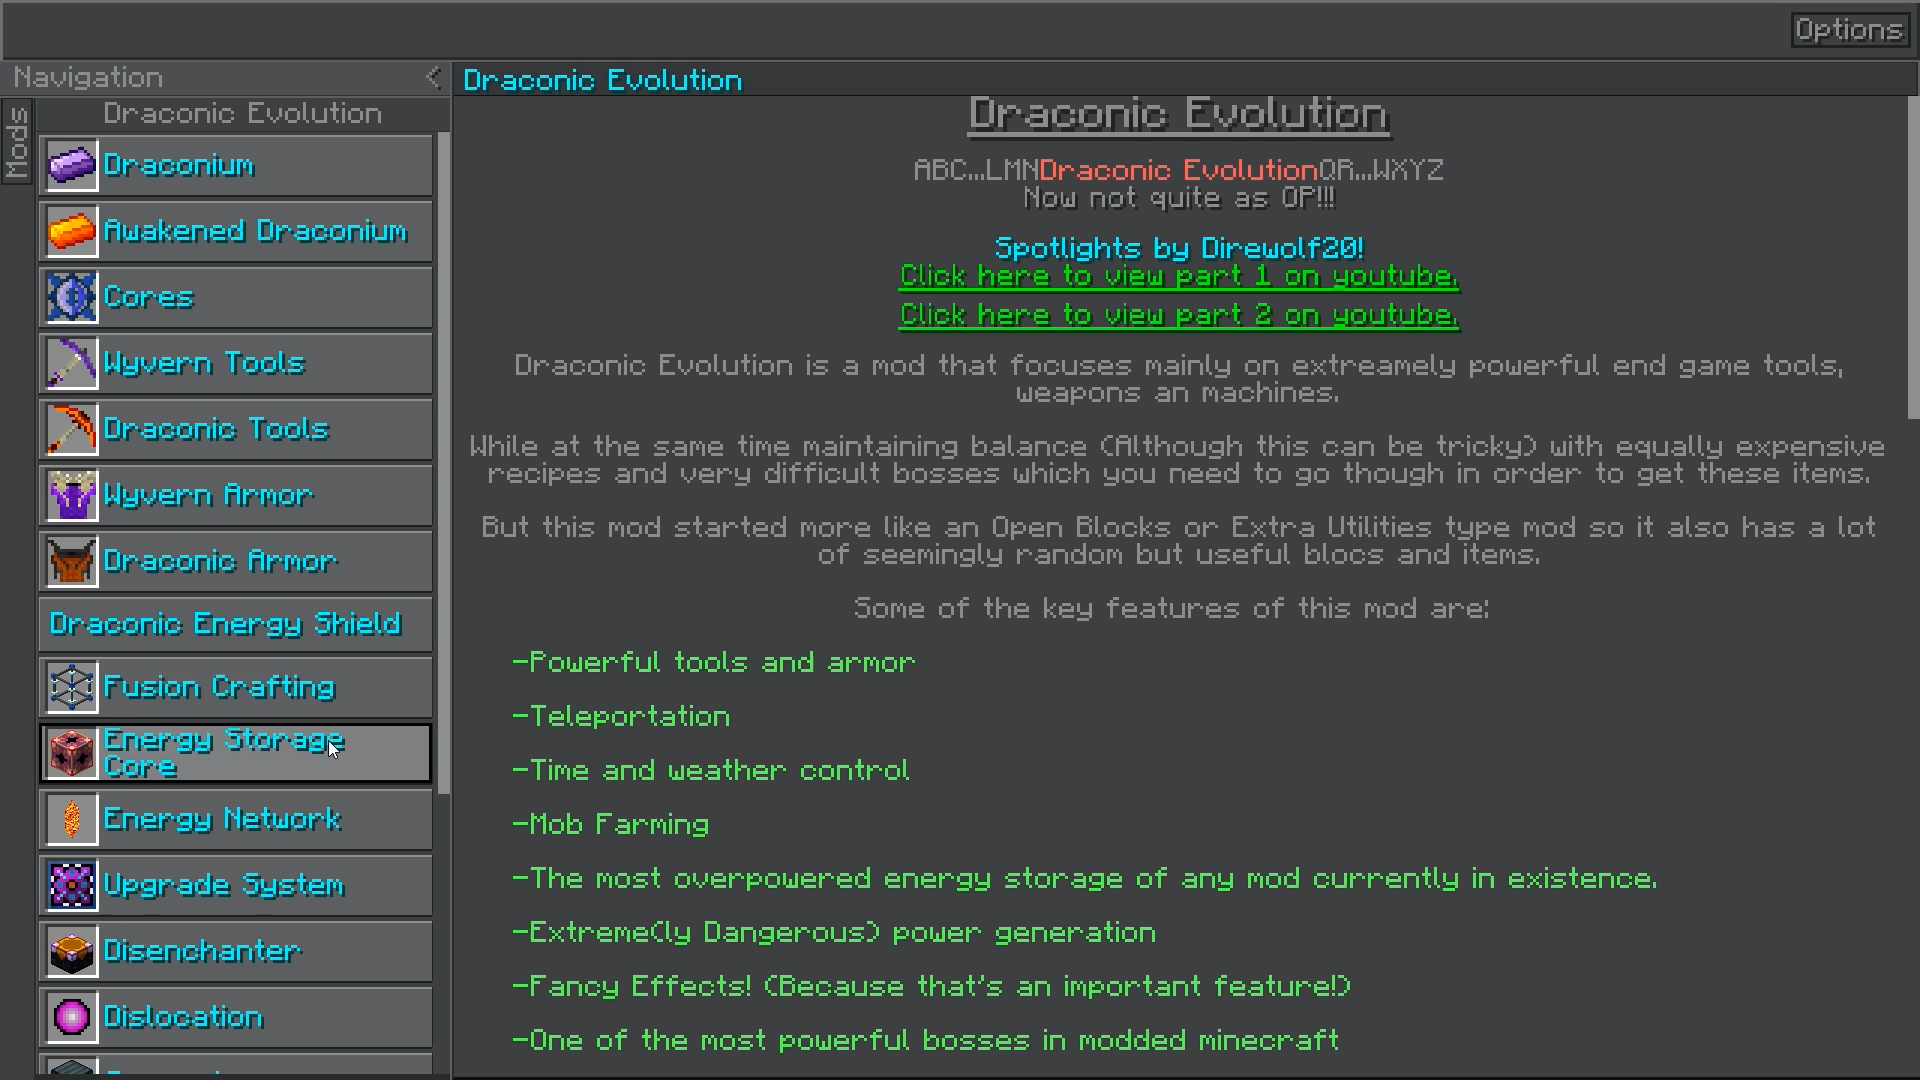 Options
Navigation
<
Mods
Draconic Evolution
Draconium
Awakened Draconium
Cores
Wyvern Tools
Draconic Tools
Wyvern Armor
Draconic Armor
Draconic Energy Shield
Fusion Crafting
Energy Storage
Core
Energy Network
Upgrade System
Disenchanter
Dislocation
Draconic Evolution
Draconic Evolution
ABC...LMNDraconic EvolutionQR...WXYZ
Now not quite as OP!!!
Spotlights by Direwolf20!
Click here to view part 1 on youtube.
Click here to view part 2 on youtube.
Draconic Evolution is a mod that focuses mainly on extreamely powerful end game tools,
weapons an machines.
While at the same time maintaining balance (Although this can be tricky) with equally expensive
recipes and very difficult bosses which you need to go though in order to get these items.
But this mod started more like an Open Blocks or Extra Utilities type mod so it also has a lot
of seemingly random but useful blocs and items.
Some of the key features of this mod are:
-Powerful tools and armor
-Teleportation
-Time and weather control
-Mob Farming
-The most overpowered energy storage of any mod currently in existence.
-Extreme(ly Dangerous) power generation
-Fancy Effects! (Because that's an important feature!)
-One of the most powerful bosses in modded minecraft